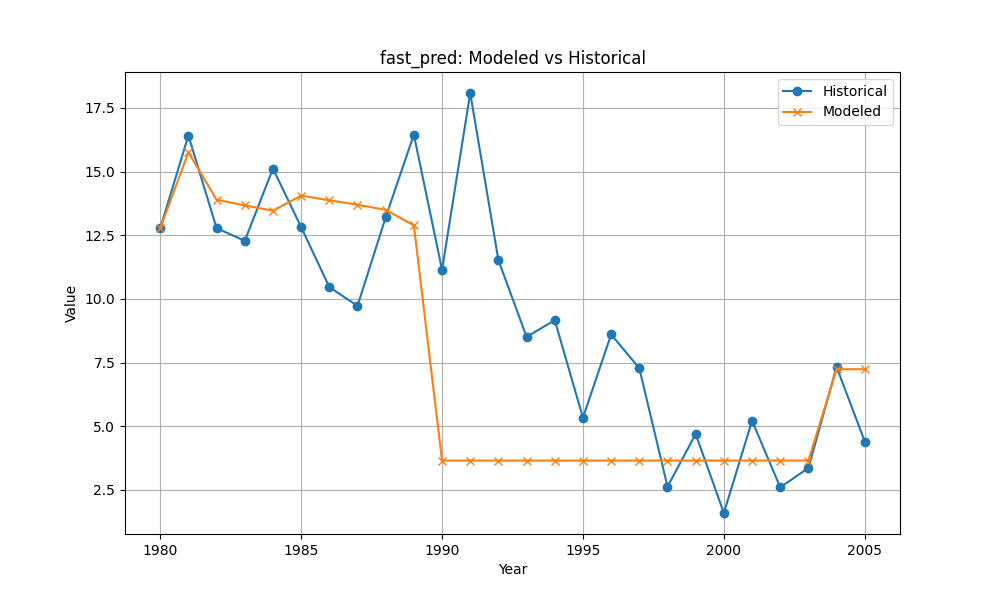 fast_pred: Modeled vs Historical
Historical
Modeled
Value
17.5
15.0
12.5
10.0
7.5
5.0
2.5
1980
1985
1990
1995
2000
2005
Year